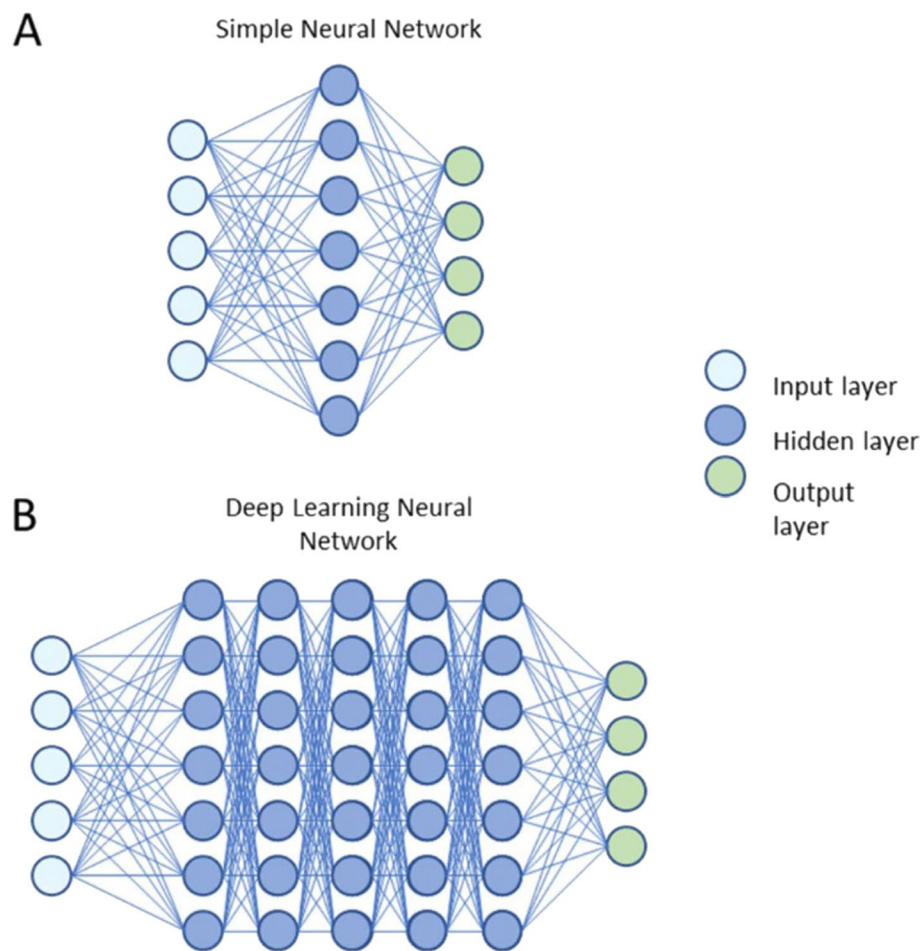 A
Simple Neural Network
Input layer
Hidden layer
Output
layer
B
Deep Learning Neural
Network